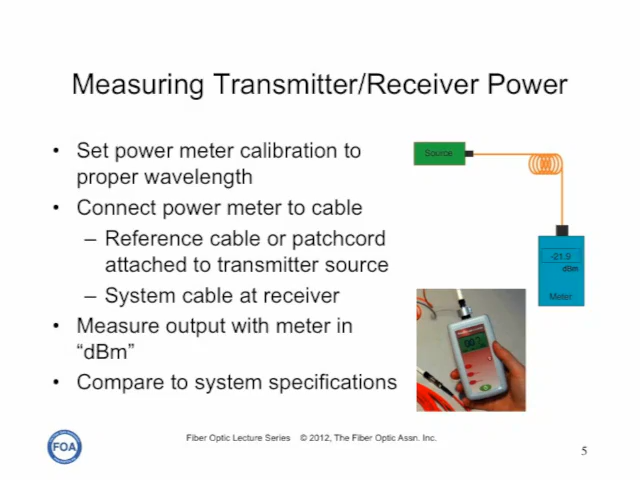 Measuring Transmitter/Receiver Power
• Set power meter calibration to
proper wavelength
• Connect power meter to cable
– Reference cable or patchcord
attached to transmitter source
– System cable at receiver
• Measure output with meter in
“dBm”
• Compare to system specifications
Source
-21.9
dBm
Meter
Fiber Optic Lecture Series © 2012, The Fiber Optic Assn. Inc.
FOA
5